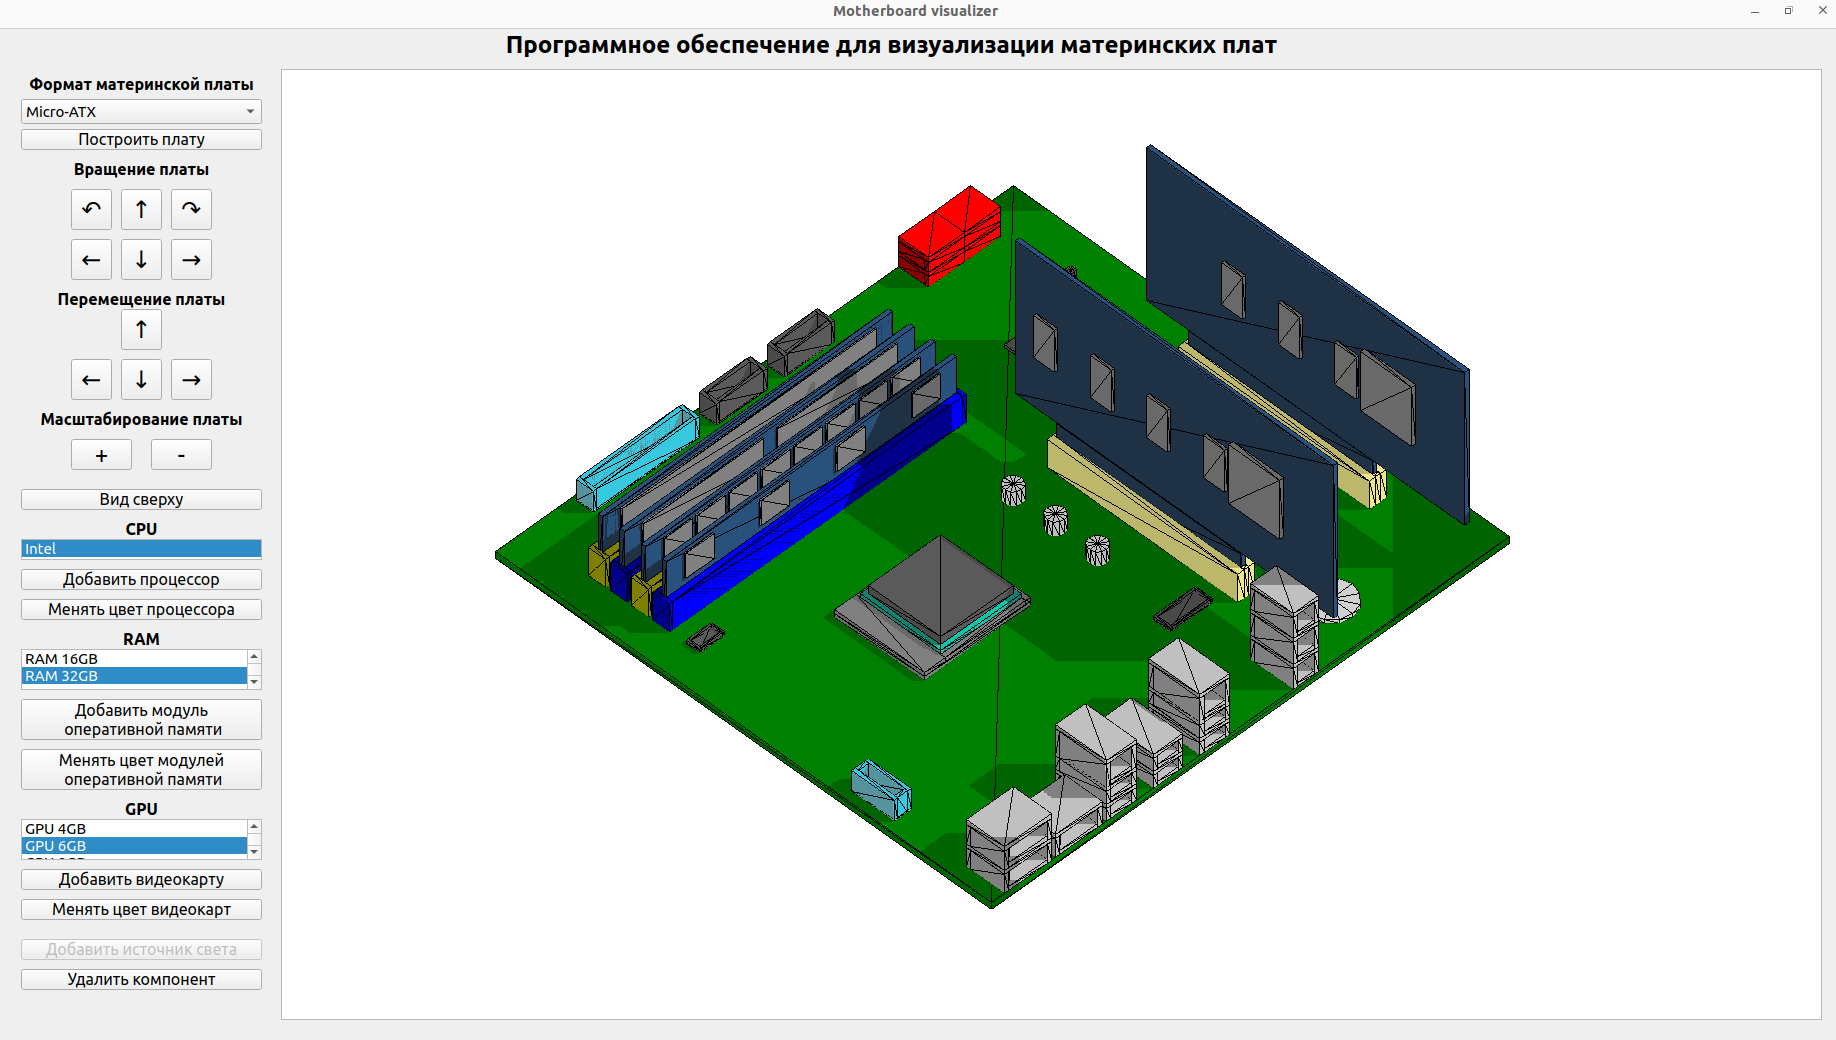 Motherboard visualizer
Программное обеспечение для визуализации материнских плат
Формат материнской платы
Micro-ATX
Построить плату
Вращение платы
↶ ↑ ↷
← ↓ →
Перемещение платы
↑
← ↓ →
Масштабирование платы
+ -
Вид сверху
CPU
Intel
Добавить процессор
Менять цвет процессора
RAM
RAM 16GB
RAM 32GB
Добавить модуль
оперативной памяти
Менять цвет модулей
оперативной памяти
GPU
GPU 4GB
GPU 6GB
Добавить видеокарту
Менять цвет видеокарт
Добавить источник света
Удалить компонент